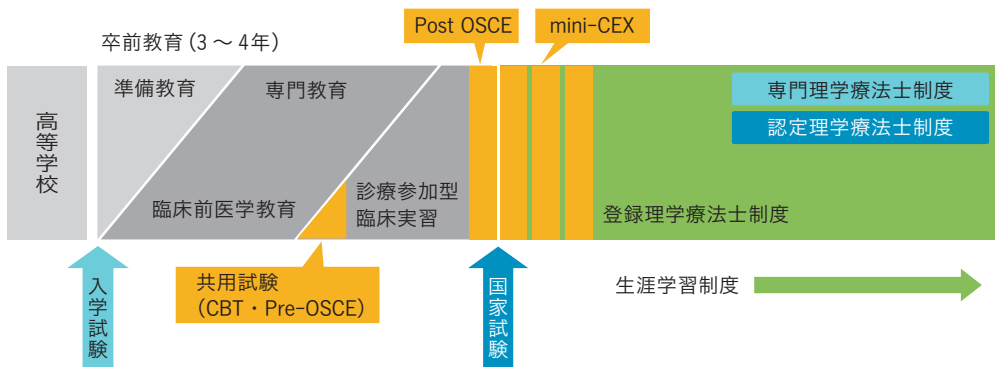 Post OSCE
mini-CEX
卒前教育（3～4年）
高等学校
準備教育
専門教育
臨床前医学教育
診療参加型
臨床実習
専門理学療法士制度
認定理学療法士制度
登録理学療法士制度
共用試験
（CBT・Pre-OSCE）
入学試験
国家試験
生涯学習制度